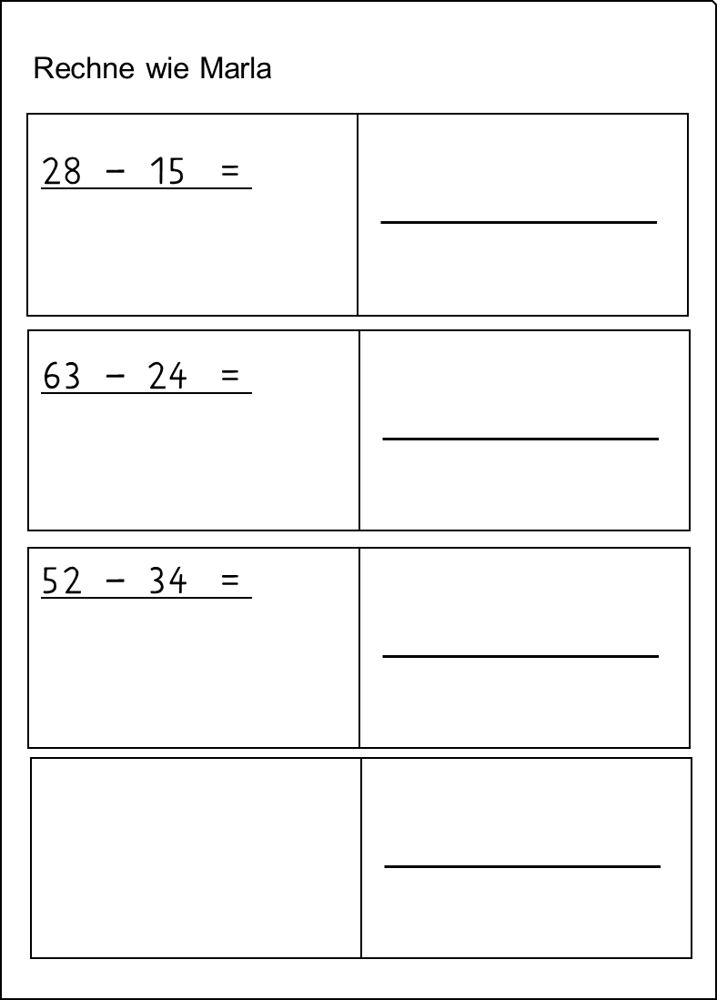 Rechne wie Marla
28 – 15 =
63 – 24 =
52 – 34 =